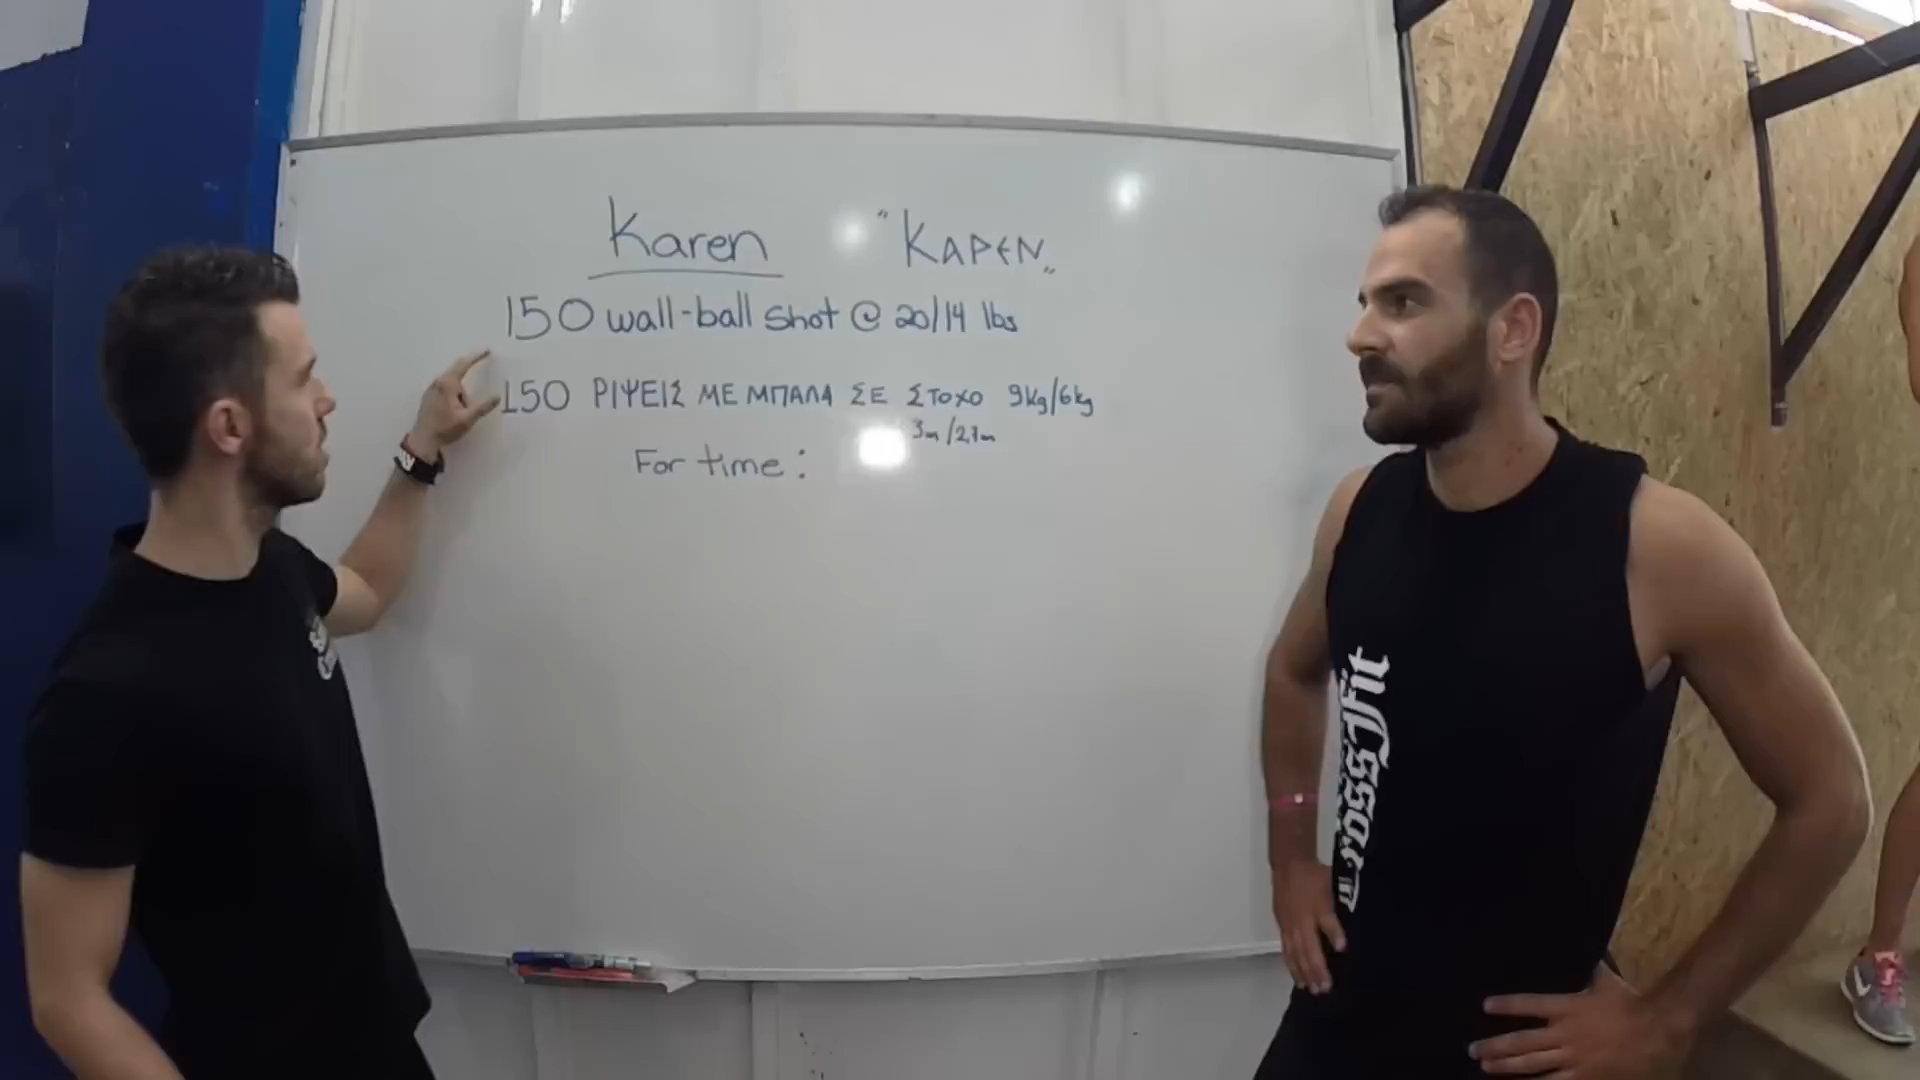 Karen "ΚΑΡΕΝ„
150 wall-ball shot @ 20/14 lbs
150 ΡΙΨΕΙΣ ΜΕ ΜΠΑΛΑ ΣΕ ΣΤΟΧΟ 9kg/6kg
3m/2,7m
For time:
CrossFit